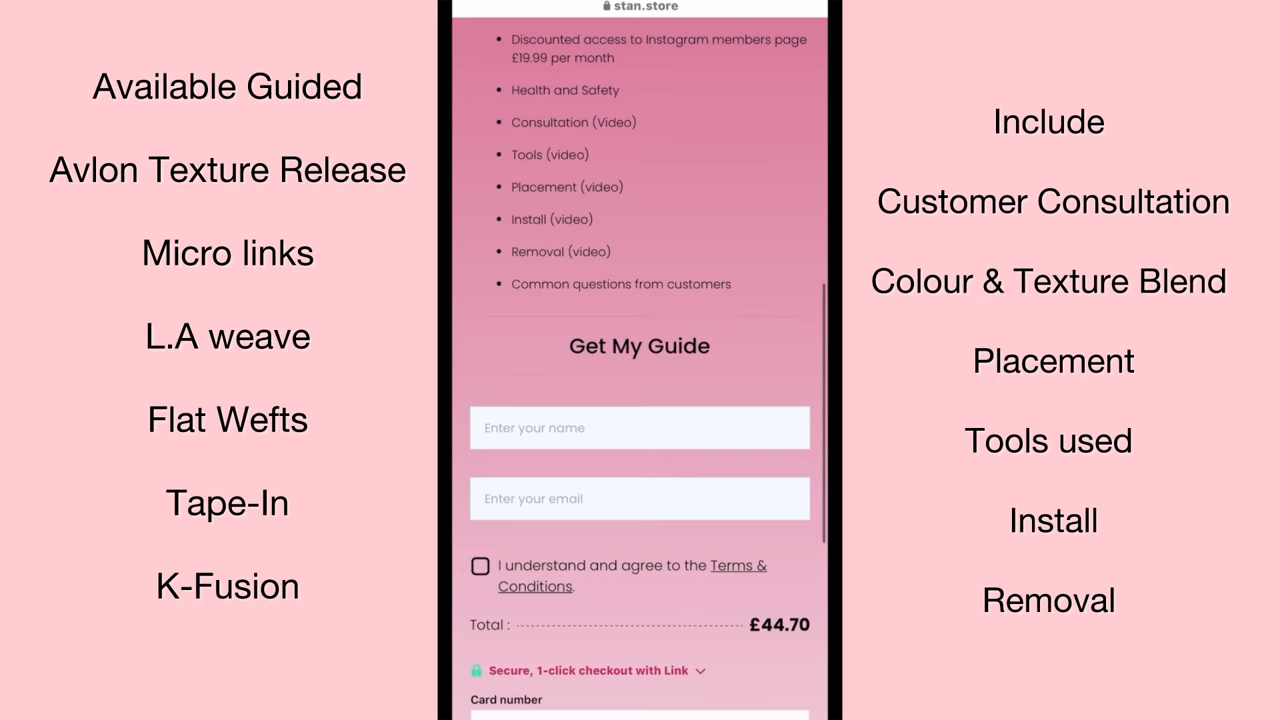 Available Guided
Avlon Texture Release
Micro links
L.A weave
Flat Wefts
Tape-In
K-Fusion
stan.store
Discounted access to Instagram members page
£19.99 per month
Health and Safety
Consultation (Video)
Tools (video)
Placement (video)
Install (video)
Removal (video)
Common questions from customers
Get My Guide
Enter your name
Enter your email
I understand and agree to the Terms &
Conditions.
Total : £44.70
Secure, 1-click checkout with Link
Card number
Include
Customer Consultation
Colour & Texture Blend
Placement
Tools used
Install
Removal